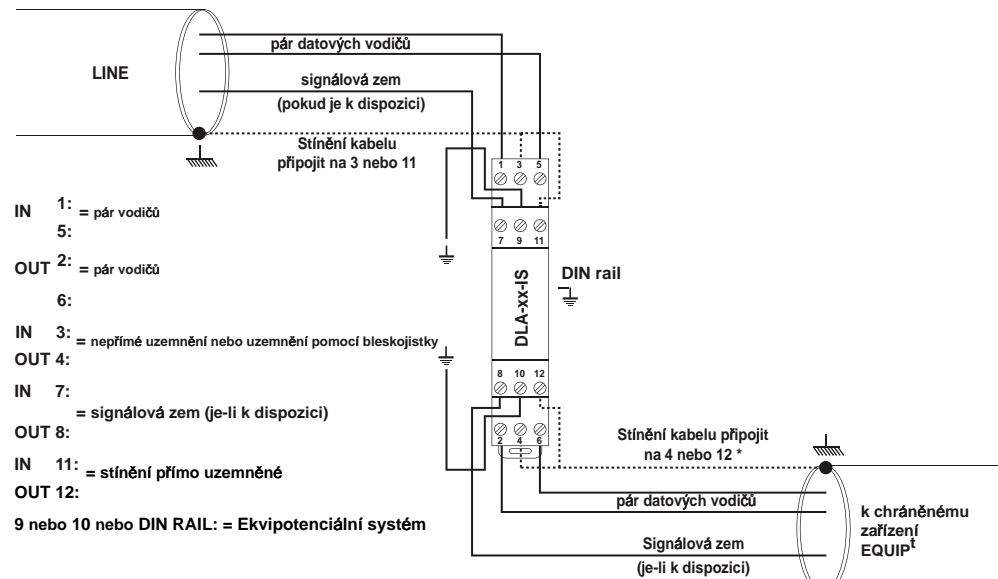 LINE
pár datových vodičů
signálová zem
(pokud je k dispozici)
Stínění kabelu
připojit na 3 nebo 11
1 3 5
7 9 11
DLA-xx-IS
DIN rail
8 10 12
2 4 6
IN 1: = pár vodičů
5:
OUT 2: = pár vodičů
6:
IN 3: = nepřímé uzemnění nebo uzemnění pomocí bleskojistky
OUT 4:
IN 7:
= signálová zem (je-li k dispozici)
OUT 8:
IN 11: = stínění přímo uzemněné
OUT 12:
9 nebo 10 nebo DIN RAIL: = Ekvipotenciální systém
Stínění kabelu připojit
na 4 nebo 12 *
pár datových vodičů
Signálová zem
(je-li k dispozici)
k chráněnému
zařízení
EQUIPt